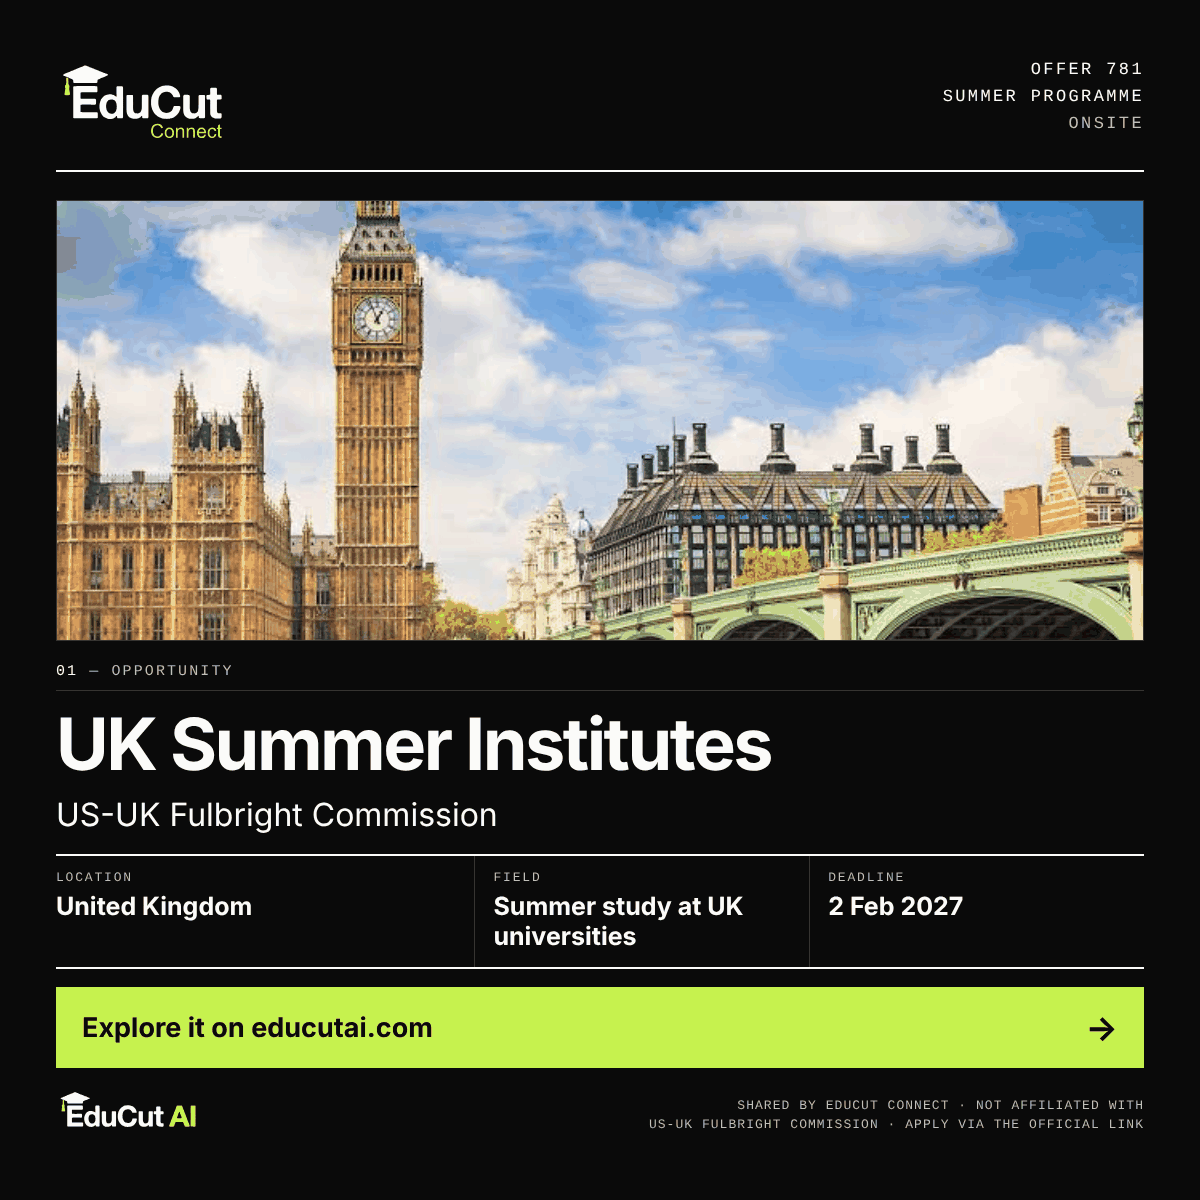 EduCut
Connect
OFFER 781
SUMMER PROGRAMME
ONSITE
01 — OPPORTUNITY
UK Summer Institutes
US-UK Fulbright Commission
LOCATION
United Kingdom
FIELD
Summer study at UK
universities
DEADLINE
2 Feb 2027
Explore it on educutai.com →
EduCut AI
SHARED BY EDUCUT CONNECT · NOT AFFILIATED WITH
US-UK FULBRIGHT COMMISSION · APPLY VIA THE OFFICIAL LINK